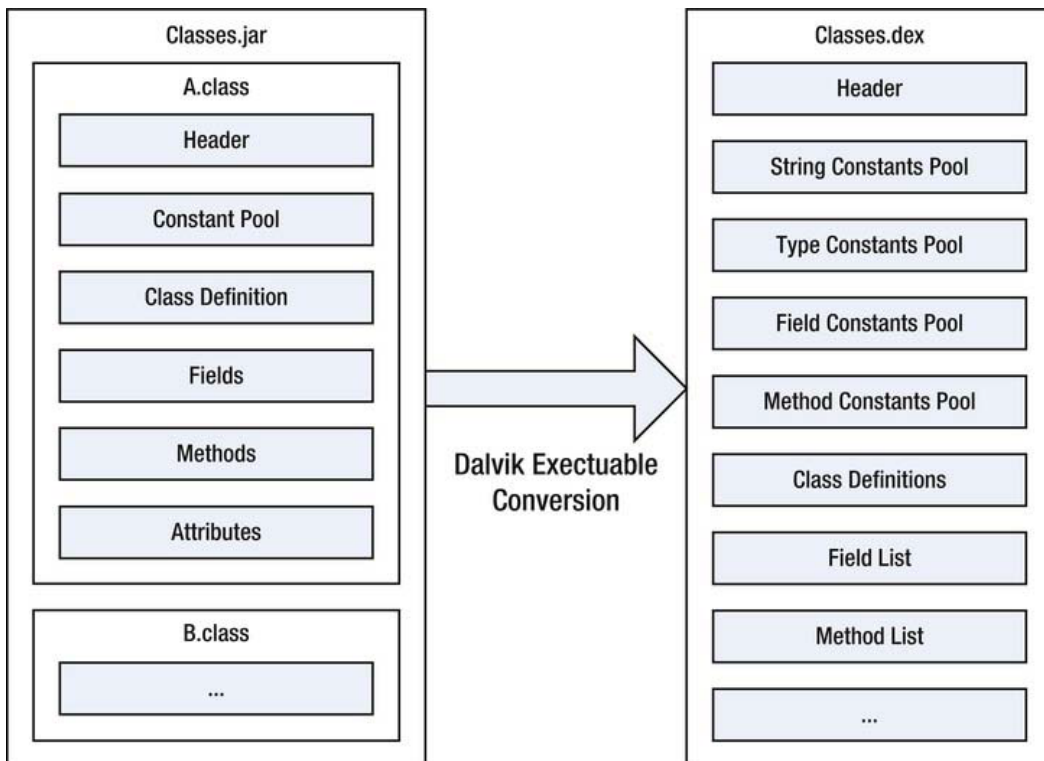 Classes.jar
A.class
Header
Constant Pool
Class Definition
Fields
Methods
Attributes
B.class
...
Dalvik Exectuable
Conversion
Classes.dex
Header
String Constants Pool
Type Constants Pool
Field Constants Pool
Method Constants Pool
Class Definitions
Field List
Method List
...